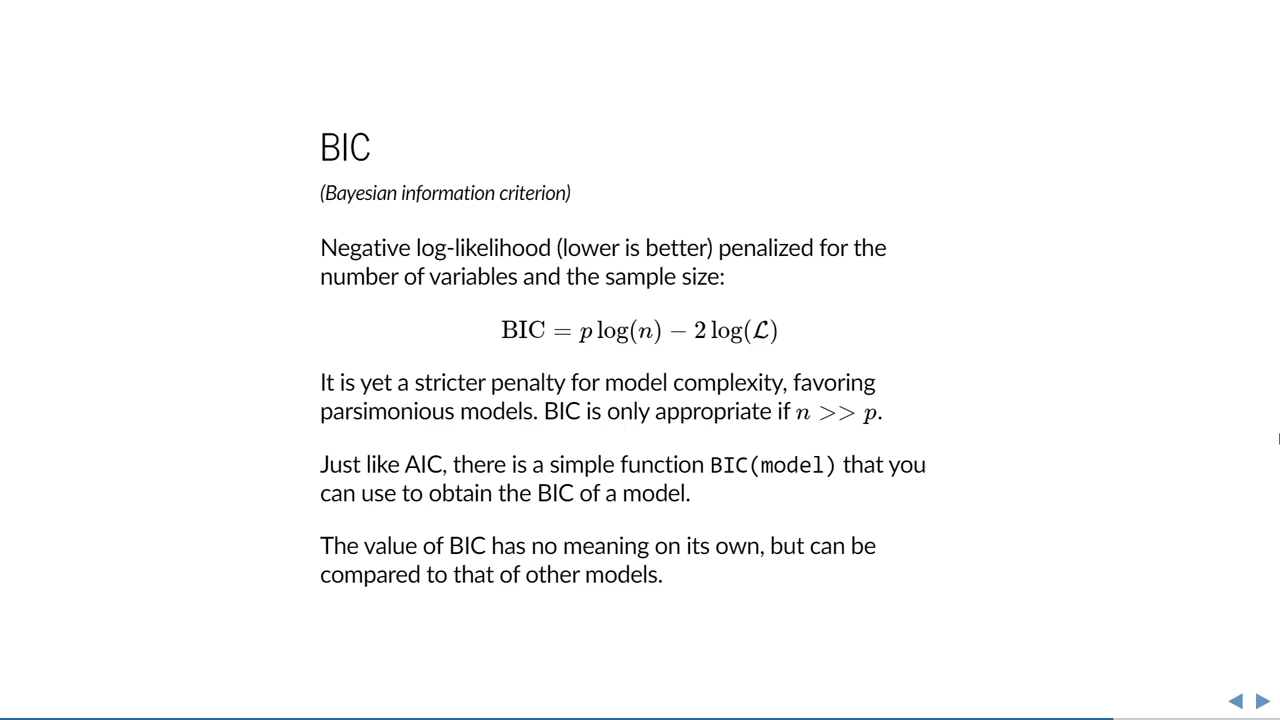 BIC
(Bayesian information criterion)
Negative log-likelihood (lower is better) penalized for the
number of variables and the sample size:
BIC = p log(n) − 2 log(ℒ)
It is yet a stricter penalty for model complexity, favoring
parsimonious models. BIC is only appropriate if n >> p.
Just like AIC, there is a simple function BIC(model) that you
can use to obtain the BIC of a model.
The value of BIC has no meaning on its own, but can be
compared to that of other models.